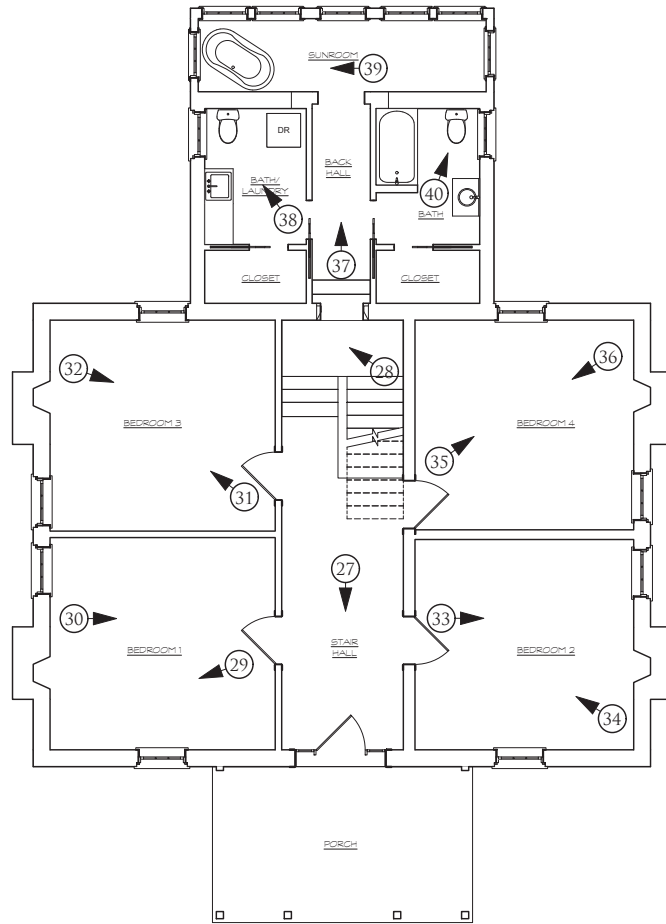 SUNROOM
39
DR
BACK
HALL
BATH/
LAUNDRY
40
38
BATH
37
CLOSET
CLOSET
28
32
36
BEDROOM 3
BEDROOM 4
35
31
27
30
33
29
STAIR
HALL
BEDROOM 1
BEDROOM 2
34
PORCH